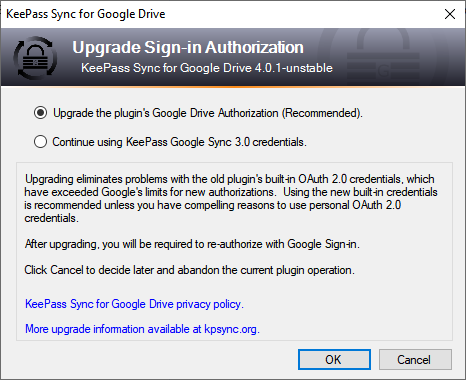 KeePass Sync for Google Drive
Upgrade Sign-in Authorization
KeePass Sync for Google Drive 4.0.1-unstable
Upgrade the plugin's Google Drive Authorization (Recommended).
Continue using KeePass Google Sync 3.0 credentials.
Upgrading eliminates problems with the old plugin's built-in OAuth 2.0 credentials, which
have exceeded Google's limits for new authorizations. Using the new built-in credentials
is recommended unless you have compelling reasons to use personal OAuth 2.0
credentials.
After upgrading, you will be required to re-authorize with Google Sign-in.
Click Cancel to decide later and abandon the current plugin operation.
KeePass Sync for Google Drive privacy policy.
More upgrade information available at kpsync.org.
OK
Cancel